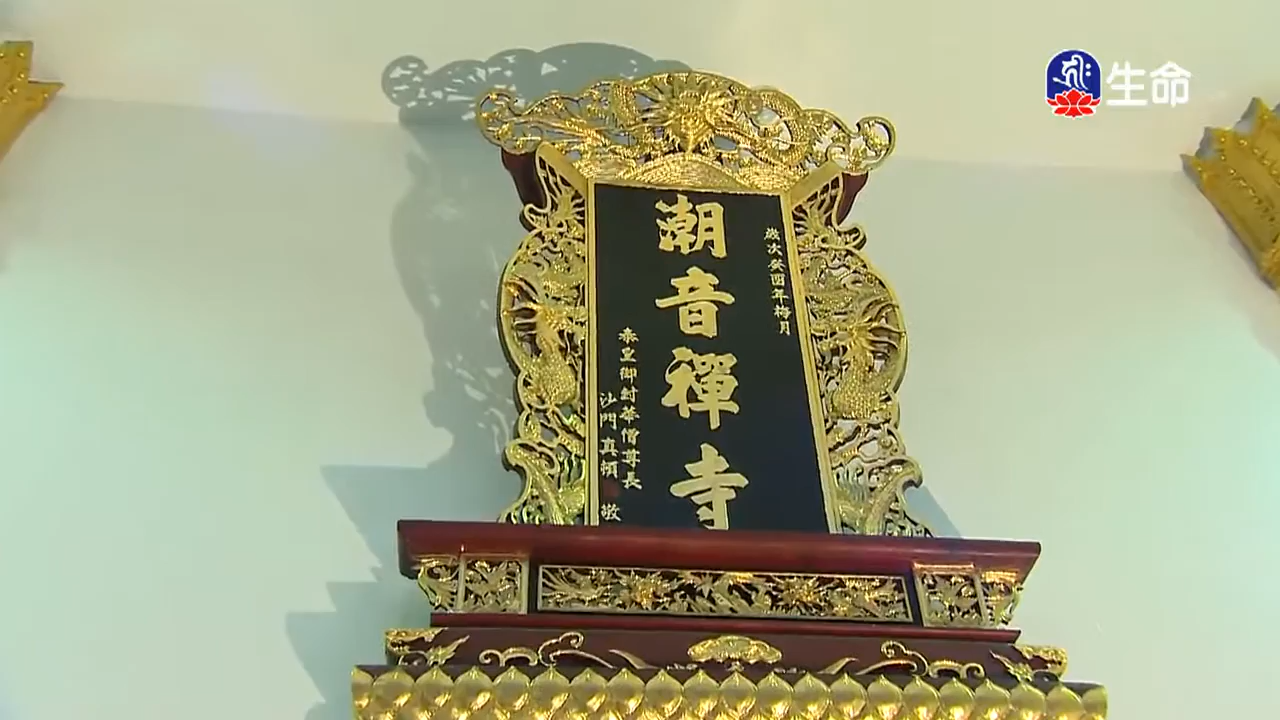 生命
歲次癸酉年梅月
潮音禪寺
泰皇御封華僧尊長
沙門真頓 敬